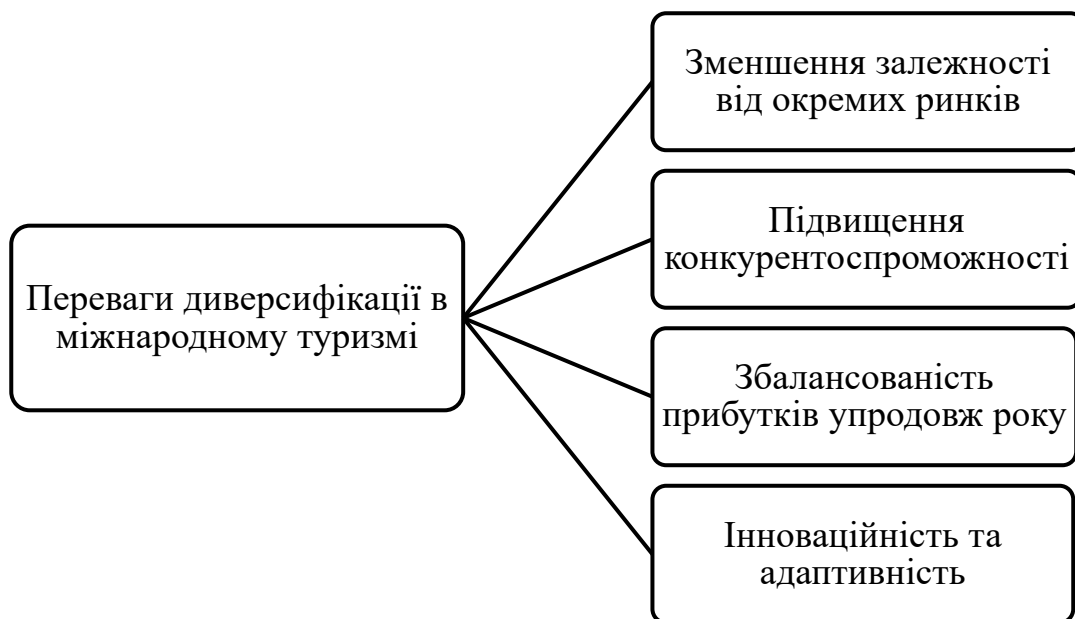 Переваги диверсифікації в
міжнародному туризмі
Зменшення залежності
від окремих ринків
Підвищення
конкурентоспроможності
Збалансованість
прибутків упродовж року
Інноваційність та
адаптивність